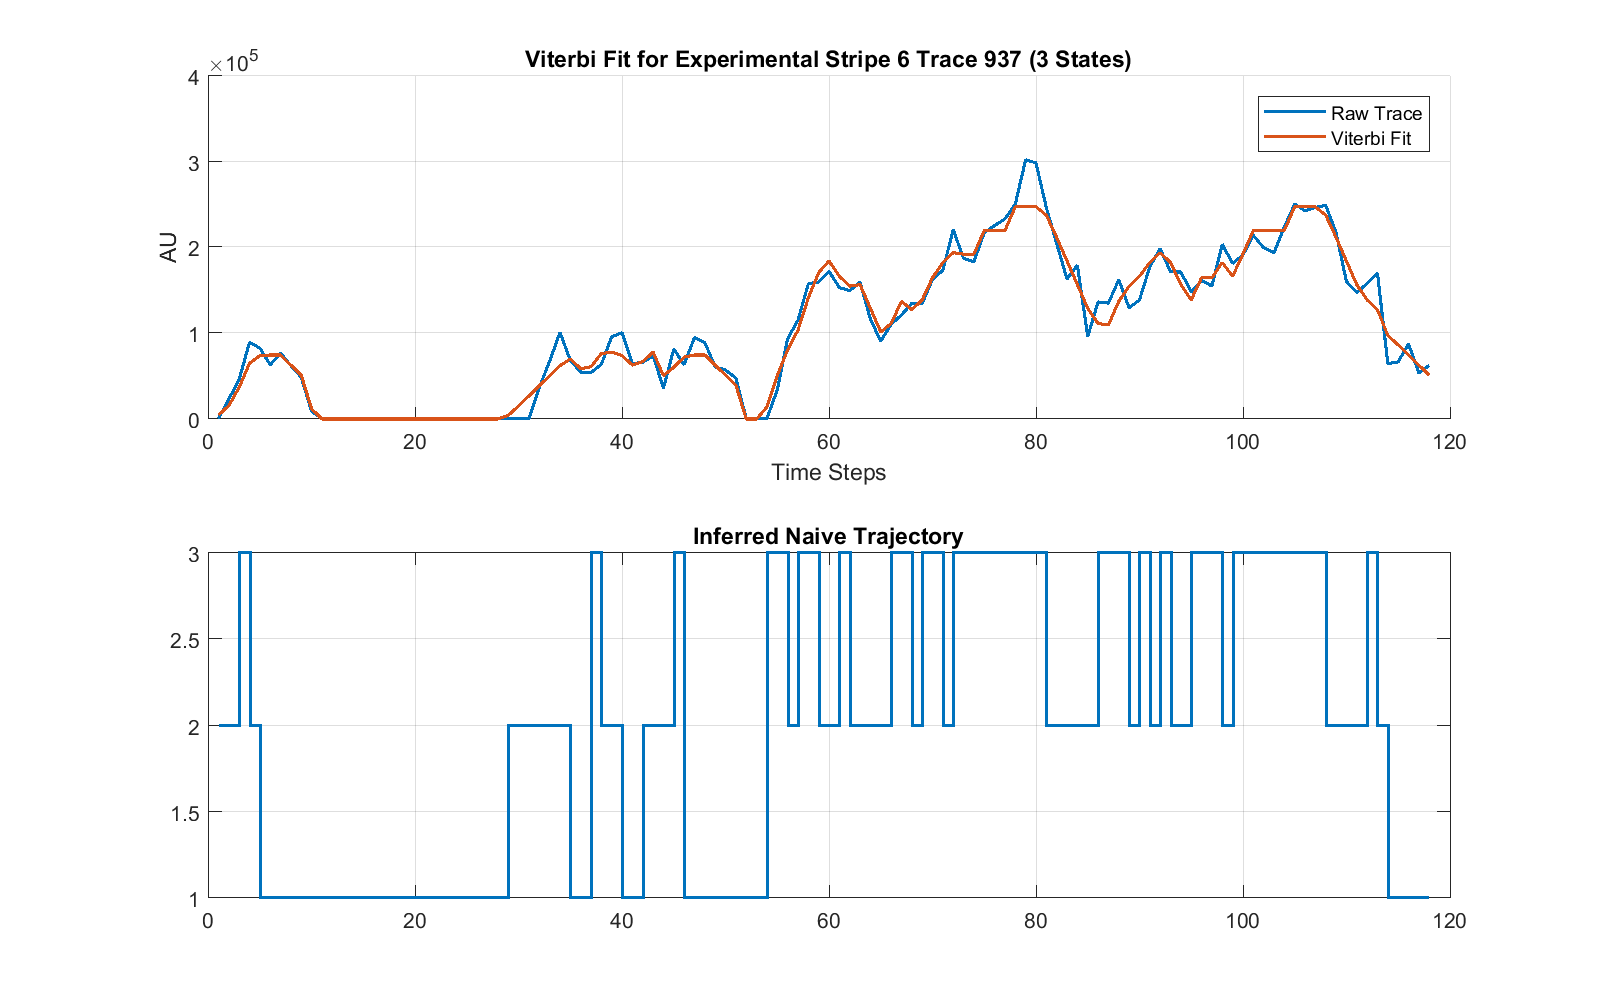 Viterbi Fit for Experimental Stripe 6 Trace 937 (3 States)
×10^5
4
3
2
1
0
AU
Raw Trace
Viterbi Fit
0 20 40 60 80 100 120
Time Steps
Inferred Naive Trajectory
3
2.5
2
1.5
1
0 20 40 60 80 100 120